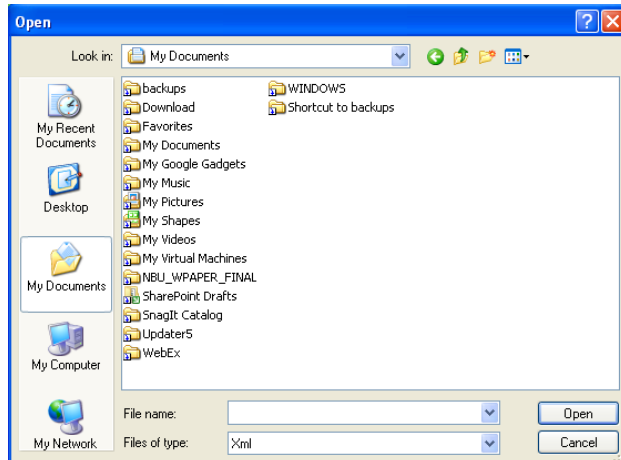 Open
Look in:
My Documents
My Recent
Documents
Desktop
My Documents
My Computer
My Network
backups
Download
Favorites
My Documents
My Google Gadgets
My Music
My Pictures
My Shapes
My Videos
My Virtual Machines
NBU_WPAPER_FINAL
SharePoint Drafts
SnagIt Catalog
Updater5
WebEx
WINDOWS
Shortcut to backups
File name:
Open
Files of type:
Xml
Cancel